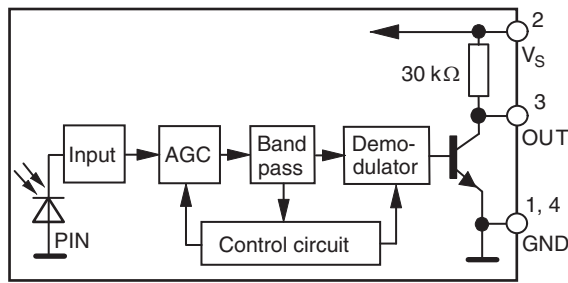 2
V_S
30 kΩ
3
OUT
Input
AGC
Band
pass
Demo-
dulator
1, 4
GND
PIN
Control circuit